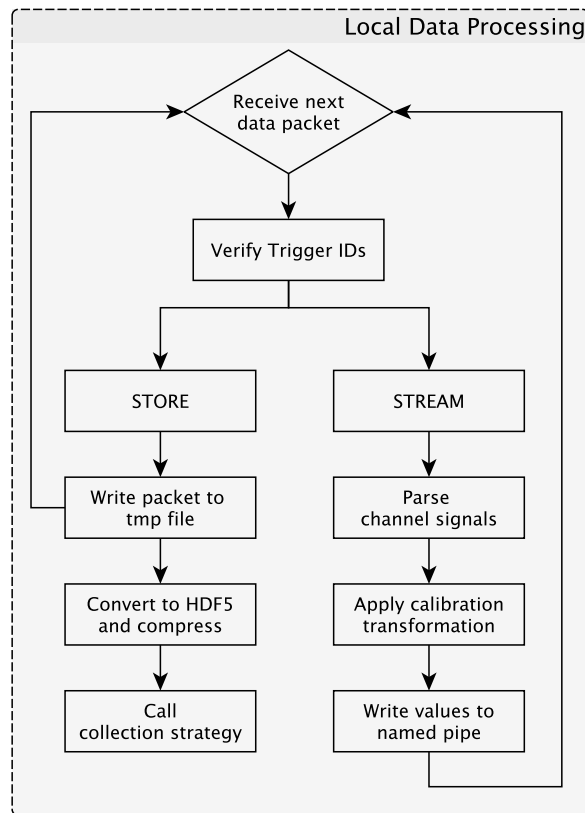 Local Data Processing
Receive next
data packet
Verify Trigger IDs
STORE
STREAM
Write packet to
tmp file
Parse
channel signals
Convert to HDF5
and compress
Apply calibration
transformation
Call
collection strategy
Write values to
named pipe